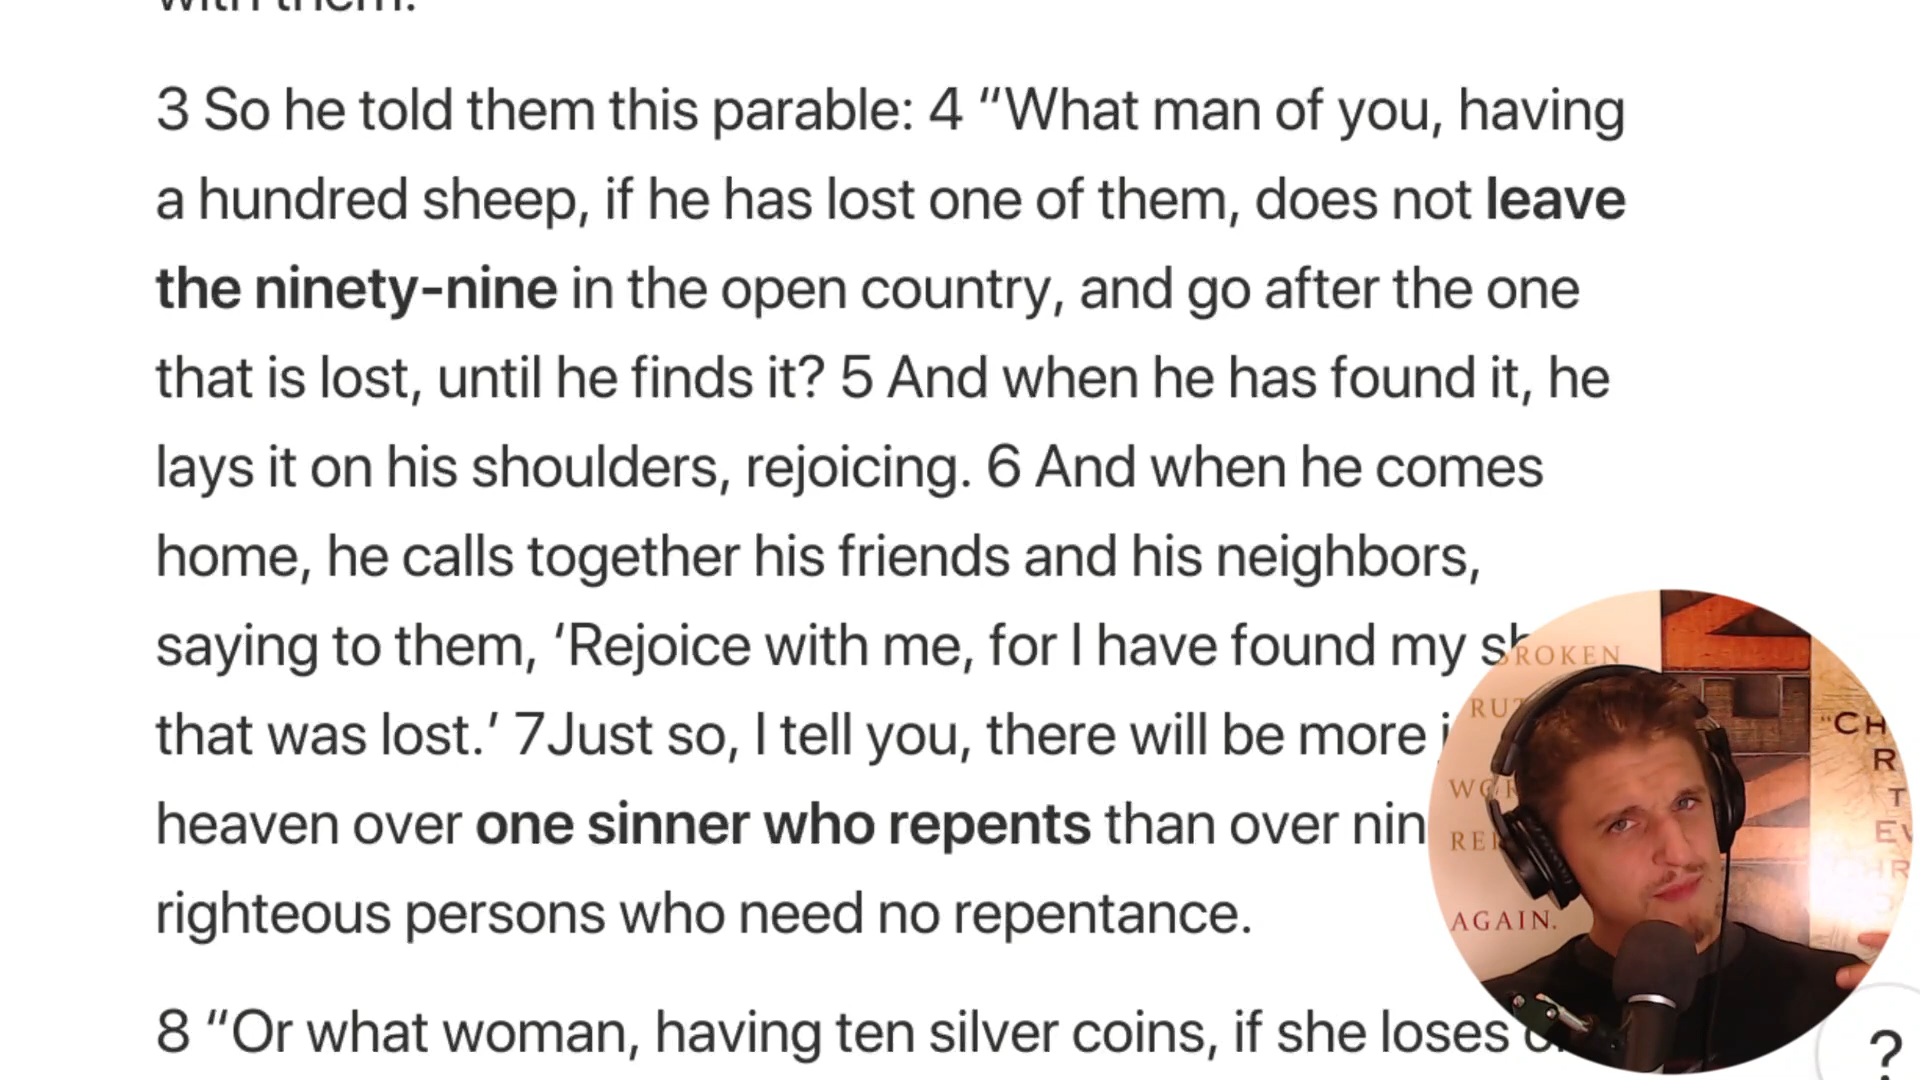 3 So he told them this parable: 4 “What man of you, having
a hundred sheep, if he has lost one of them, does not leave
the ninety-nine in the open country, and go after the one
that is lost, until he finds it? 5 And when he has found it, he
lays it on his shoulders, rejoicing. 6 And when he comes
home, he calls together his friends and his neighbors,
saying to them, ‘Rejoice with me, for I have found my
that was lost.’ 7Just so, I tell you, there will be more
heaven over one sinner who repents than over
righteous persons who need no repentance.
8 “Or what woman, having ten silver coins, if she loses
AGAIN.
?